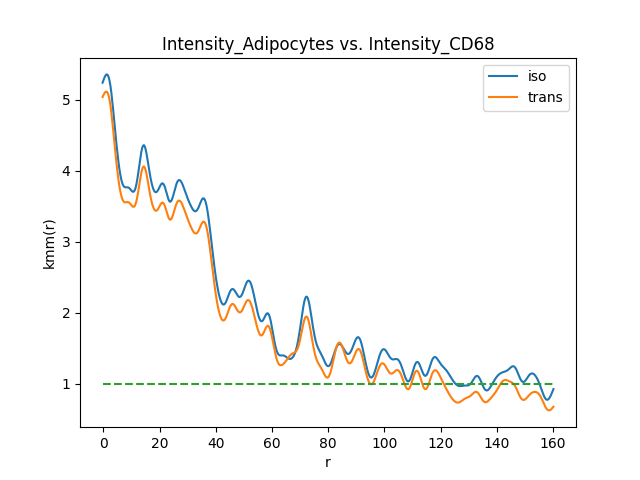 Intensity_Adipocytes vs. Intensity_CD68
iso
trans
kmm(r)
5
4
3
2
1
0 20 40 60 80 100 120 140 160
r